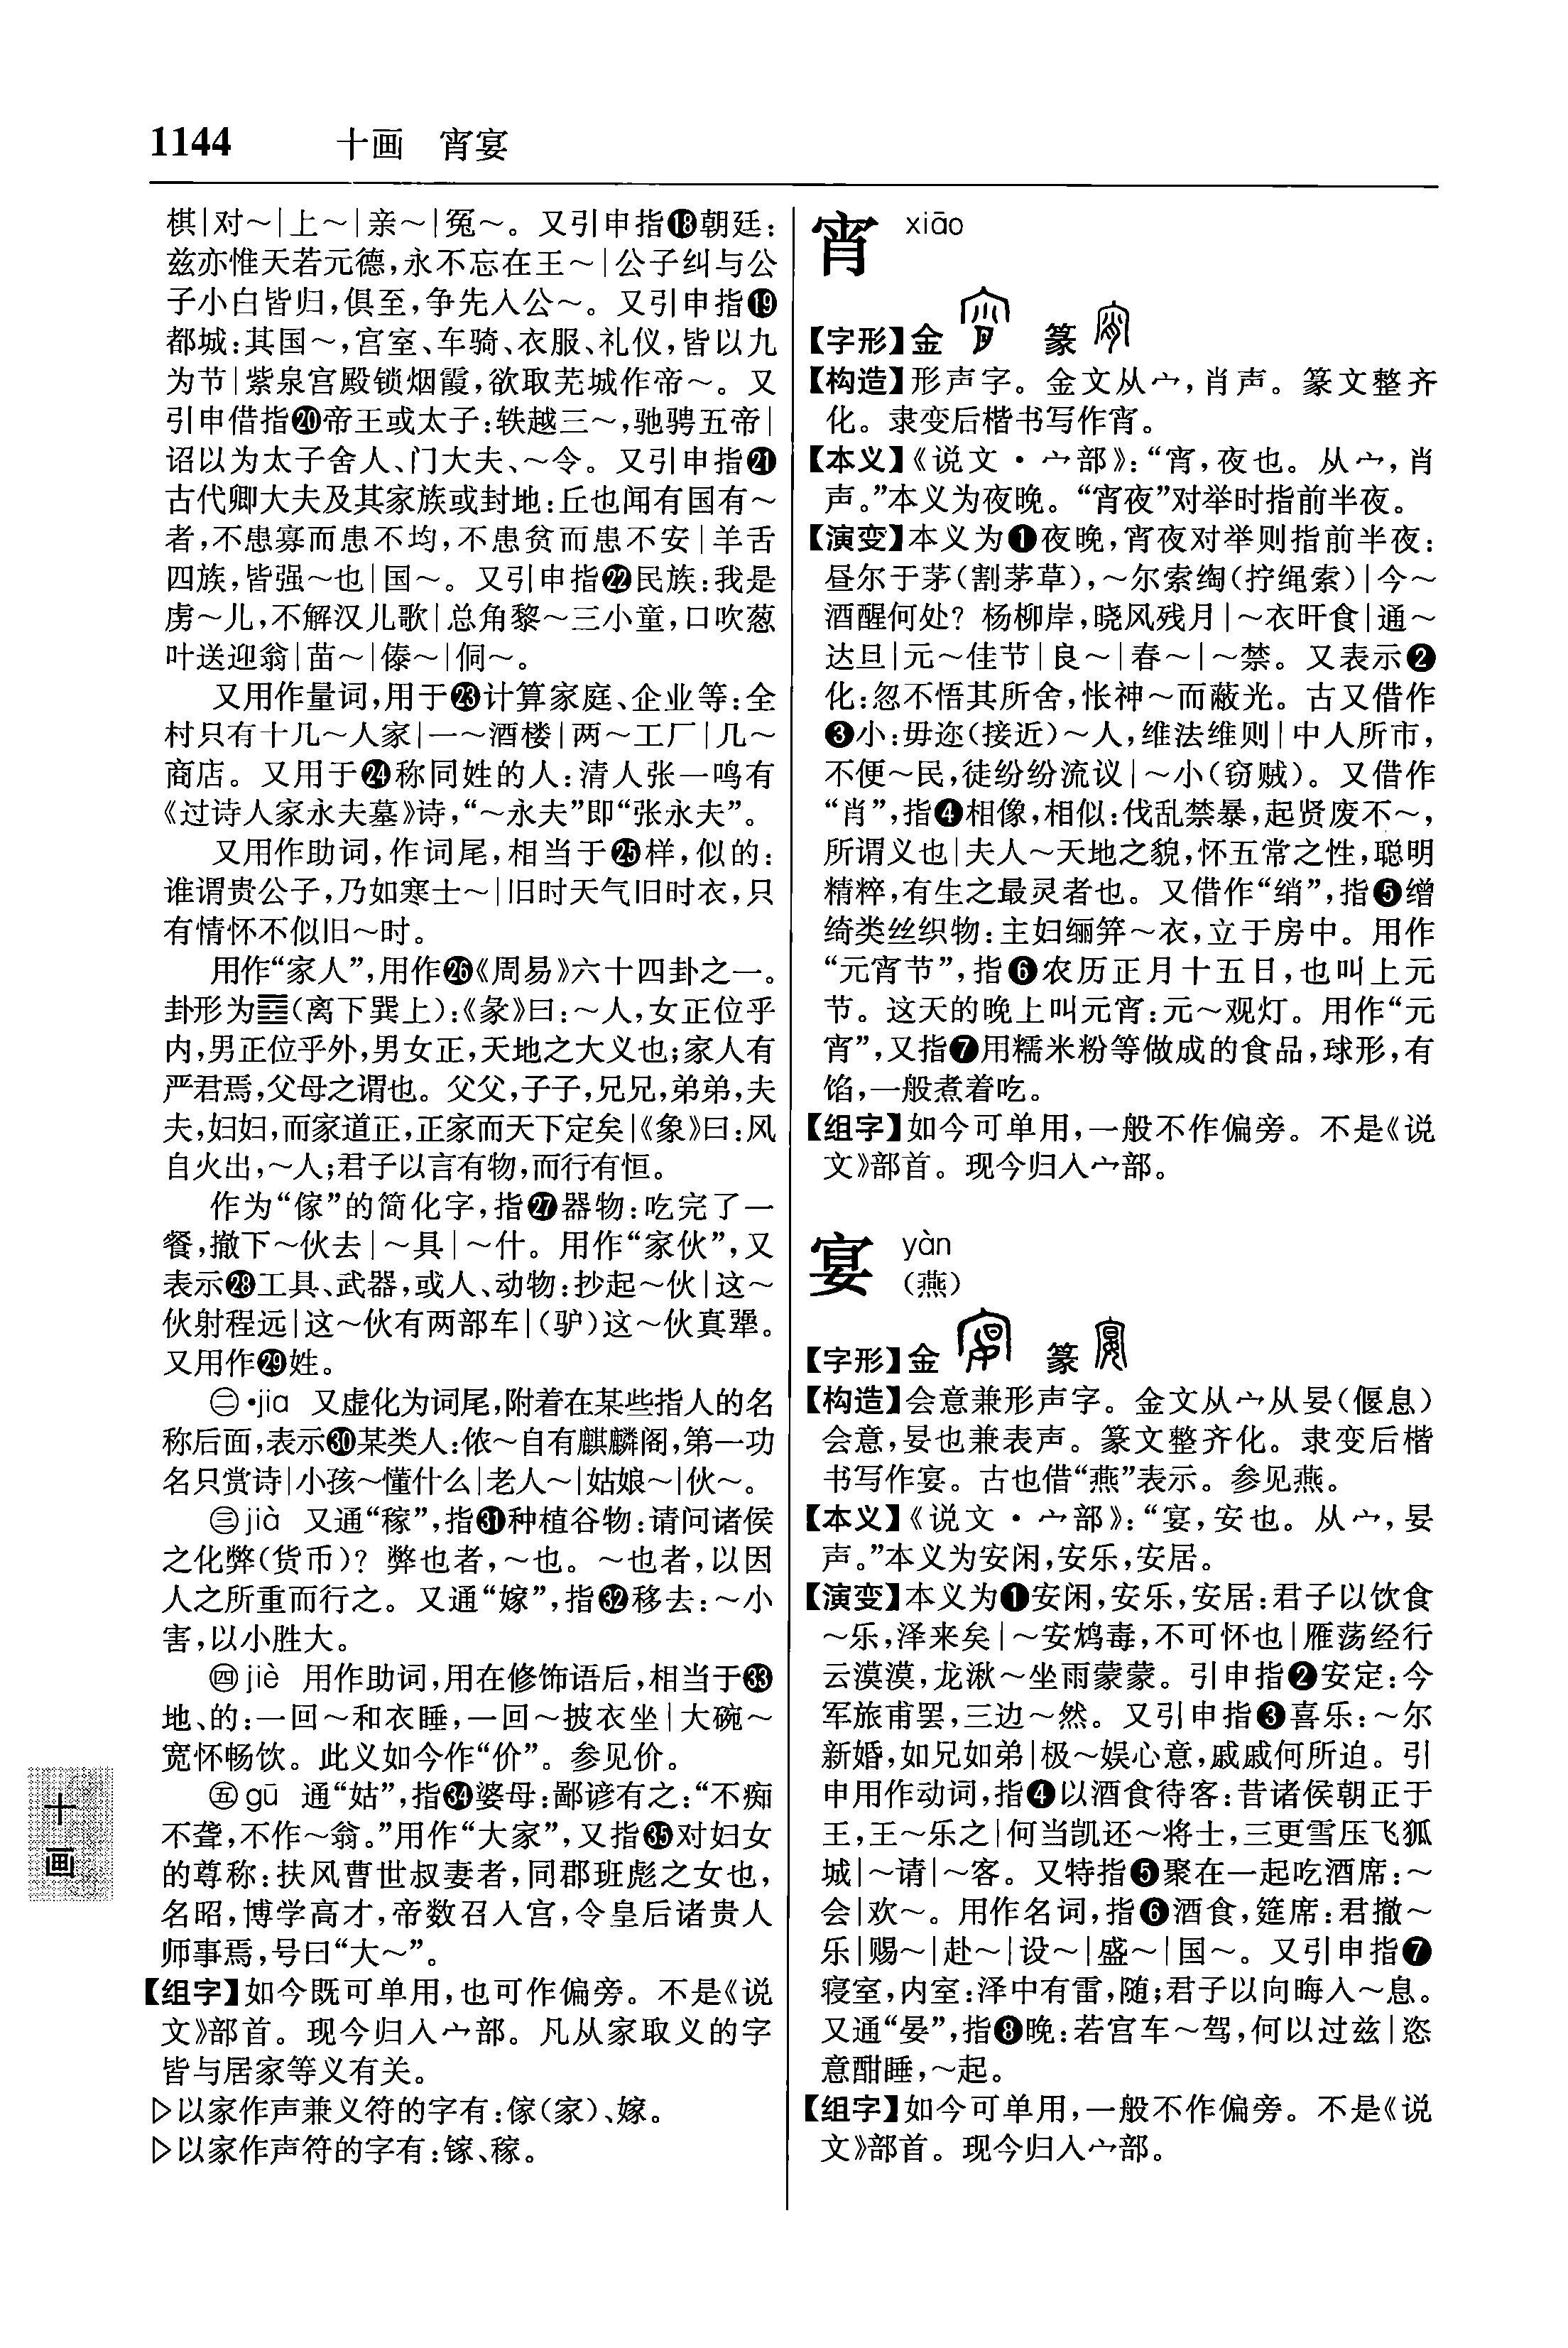 1144 十画 宵宴
棋|对～|上～|亲～|冤～。又引申指⓲朝廷:
兹亦惟天若元德,永不忘在王～|公子纠与公
子小白皆归,俱至,争先入公～。又引申指⓳
都城:其国～,宫室、车骑、衣服、礼仪,皆以九
为节|紫泉宫殿锁烟霞,欲取芜城作帝～。又
引申借指⓴帝王或太子:轶越三～,驰骋五帝|
诏以为太子舍人、门大夫、～令。又引申指㉑
古代卿大夫及其家族或封地:丘也闻有国有～
者,不患寡而患不均,不患贫而患不安|羊舌
四族,皆强～也|国～。又引申指㉒民族:我是
虏～儿,不解汉儿歌|总角黎～三小童,口吹葱
叶送迎翁|苗～|傣～|侗～。
又用作量词,用于㉓计算家庭、企业等:全
村只有十几～人家|一～酒楼|两～工厂|几～
商店。又用于㉔称同姓的人:清人张一鸣有
《过诗人家永夫墓》诗,“～永夫”即“张永夫”。
又用作助词,作词尾,相当于㉕样,似的:
谁谓贵公子,乃如寒士～|旧时天气旧时衣,只
有情怀不似旧～时。
用作“家人”,用作㉖《周易》六十四卦之一。
卦形为䷤(离下巽上):《彖》曰:～人,女正位乎
内,男正位乎外,男女正,天地之大义也;家人有
严君焉,父母之谓也。父父,子子,兄兄,弟弟,夫
夫,妇妇,而家道正,正家而天下定矣|《象》曰:风
自火出,～人;君子以言有物,而行有恒。
作为“傢”的简化字,指㉗器物:吃完了一
餐,撤下～伙去|～具|～什。用作“家伙”,又
表示㉘工具、武器,或人、动物:抄起～伙|这～
伙射程远|这～伙有两部车|(驴)这～伙真犟。
又用作㉙姓。
㊁•jia 又虚化为词尾,附着在某些指人的名
称后面,表示㉚某类人:侬～自有麒麟阁,第一功
名只赏诗|小孩～懂什么|老人～|姑娘～|伙～。
㊂jià 又通“稼”,指㉛种植谷物:请问诸侯
之化弊(货币)? 弊也者,～也。～也者,以因
人之所重而行之。又通“嫁”,指㉜移去:～小
害,以小胜大。
㊃jiè 用作助词,用在修饰语后,相当于㉝
地、的:一回～和衣睡,一回～披衣坐|大碗～
宽怀畅饮。此义如今作“价”。参见价。
㊄gū 通“姑”,指㉞婆母:鄙谚有之:“不痴
不聋,不作～翁。”用作“大家”,又指㉟对妇女
的尊称:扶风曹世叔妻者,同郡班彪之女也,
名昭,博学高才,帝数召入宫,令皇后诸贵人
师事焉,号曰“大～”。
【组字】如今既可单用,也可作偏旁。不是《说
文》部首。现今归入宀部。凡从家取义的字
皆与居家等义有关。
▷以家作声兼义符的字有:傢(家)、嫁。
▷以家作声符的字有:镓、稼。
宵 xiāo
【字形】金 篆
【构造】形声字。金文从宀,肖声。篆文整齐
化。隶变后楷书写作宵。
【本义】《说文·宀部》:“宵,夜也。从宀,肖
声。”本义为夜晚。“宵夜”对举时指前半夜。
【演变】本义为❶夜晚,宵夜对举则指前半夜:
昼尔于茅(割茅草),～尔索绹(拧绳索)|今～
酒醒何处? 杨柳岸,晓风残月|～衣旰食|通～
达旦|元～佳节|良～|春～|～禁。又表示❷
化:忽不悟其所舍,怅神～而蔽光。古又借作
❸小:毋迩(接近)～人,维法维则|中人所市,
不便～民,徒纷纷流议|～小(窃贼)。又借作
“肖”,指❹相像,相似:伐乱禁暴,起贤废不～,
所谓义也|夫人～天地之貌,怀五常之性,聪明
精粹,有生之最灵者也。又借作“绡”,指❺缯
绮类丝织物:主妇纚笄～衣,立于房中。用作
“元宵节”,指❻农历正月十五日,也叫上元
节。这天的晚上叫元宵:元～观灯。用作“元
宵”,又指❼用糯米粉等做成的食品,球形,有
馅,一般煮着吃。
【组字】如今可单用,一般不作偏旁。不是《说
文》部首。现今归入宀部。
宴 yàn
(燕)
【字形】金 篆
【构造】会意兼形声字。金文从宀从妟(偃息)
会意,妟也兼表声。篆文整齐化。隶变后楷
书写作宴。古也借“燕”表示。参见燕。
【本义】《说文·宀部》:“宴,安也。从宀,妟
声。”本义为安闲,安乐,安居。
【演变】本义为❶安闲,安乐,安居:君子以饮食
～乐,泽来矣|～安鸩毒,不可怀也|雁荡经行
云漠漠,龙湫～坐雨蒙蒙。引申指❷安定:今
军旅甫罢,三边～然。又引申指❸喜乐:～尔
新婚,如兄如弟|极～娱心意,戚戚何所迫。引
申用作动词,指❹以酒食待客:昔诸侯朝正于
王,王～乐之|何当凯还～将士,三更雪压飞狐
城|～请|～客。又特指❺聚在一起吃酒席:～
会|欢～。用作名词,指❻酒食,筵席:君撤～
乐|赐～|赴～|设～|盛～|国～。又引申指❼
寝室,内室:泽中有雷,随;君子以向晦入～息。
又通“晏”,指❽晚:若宫车～驾,何以过兹|恣
意酣睡,～起。
【组字】如今可单用,一般不作偏旁。不是《说
文》部首。现今归入宀部。
十画